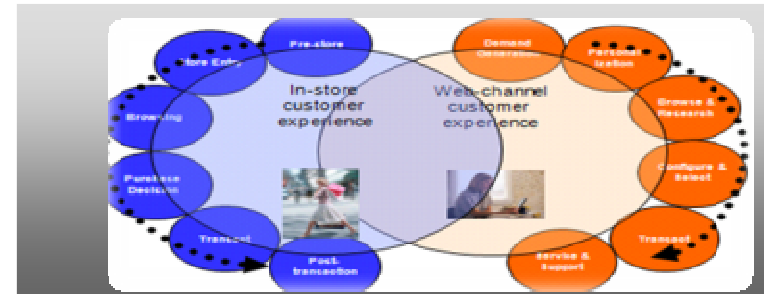 Pre-store
Store Entry
Browsing
Purchase
Decision
Transact
Post-
transaction
In-store
customer
experience
Web-channel
customer
experience
Demand
Generation
Personal
ization
Browse &
Research
Configure &
Select
Transact
Service &
Support